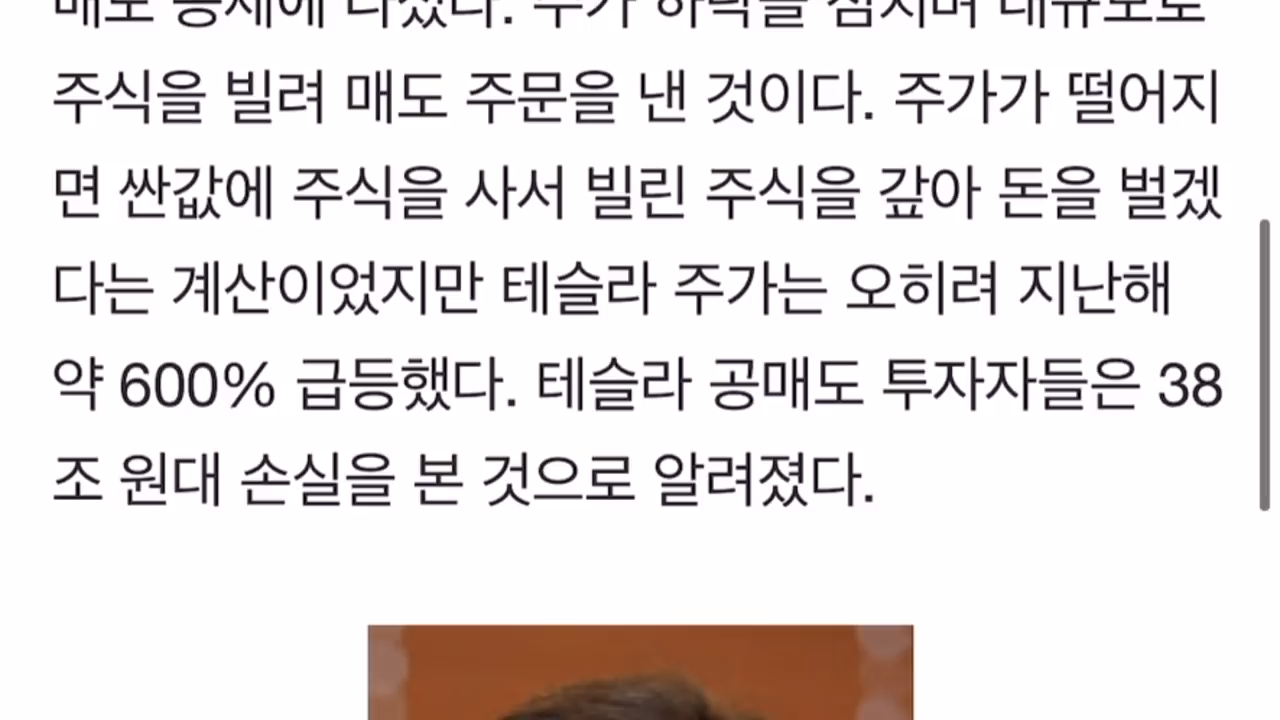 주식을 빌려 매도 주문을 낸 것이다. 주가가 떨어지
면 싼값에 주식을 사서 빌린 주식을 갚아 돈을 벌겠
다는 계산이었지만 테슬라 주가는 오히려 지난해
약 600% 급등했다. 테슬라 공매도 투자자들은 38
조 원대 손실을 본 것으로 알려졌다.